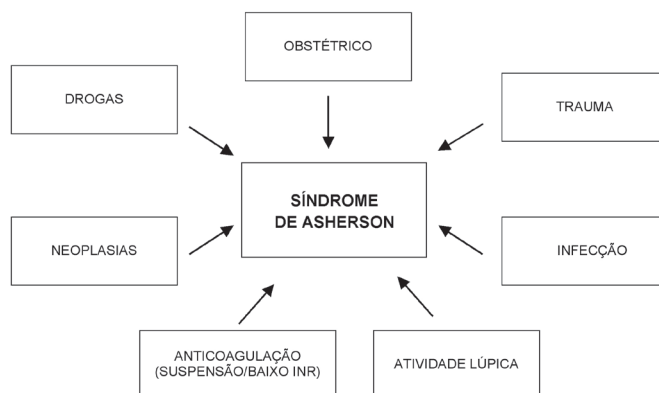 OBSTÉTRICO
DROGAS
TRAUMA
SÍNDROME
DE ASHERSON
NEOPLASIAS
INFECÇÃO
ANTICOAGULAÇÃO
(SUSPENSÃO/BAIXO INR)
ATIVIDADE LÚPICA